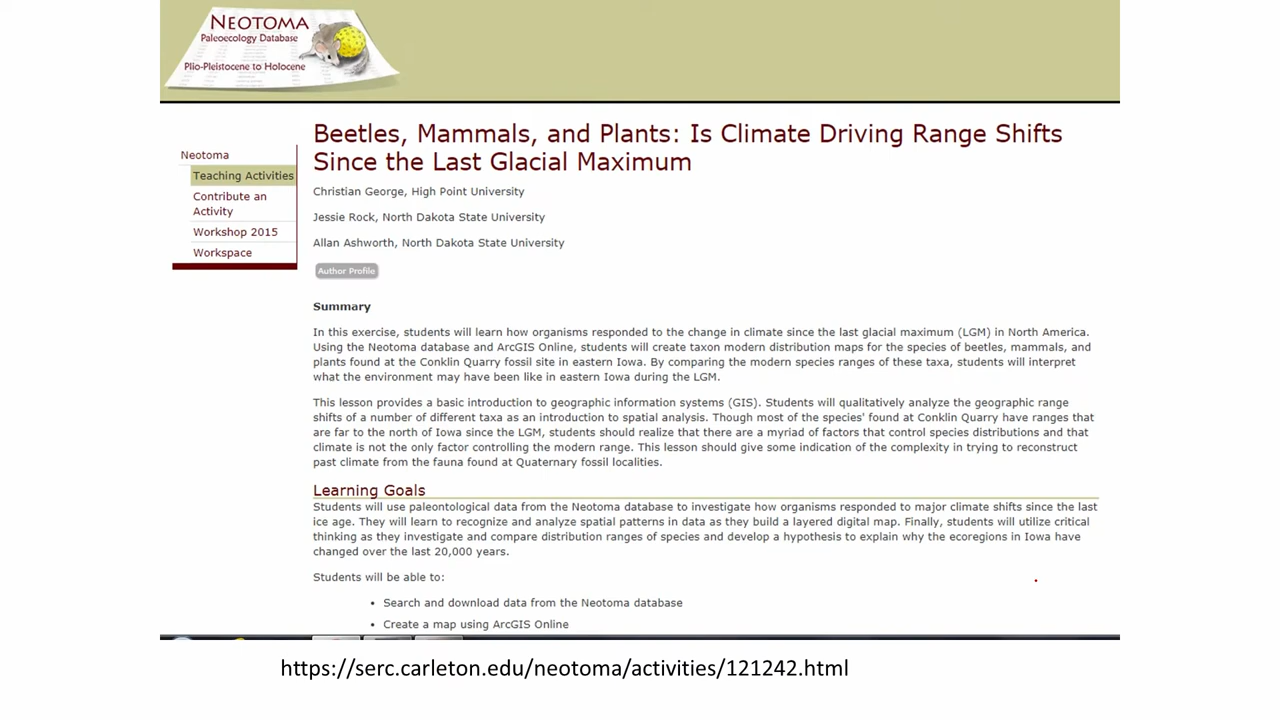 NEOTOMA
Paleoecology Database
Plio-Pleistocene to Holocene
Neotoma
Teaching Activities
Contribute an
Activity
Workshop 2015
Workspace
Beetles, Mammals, and Plants: Is Climate Driving Range Shifts
Since the Last Glacial Maximum
Christian George, High Point University
Jessie Rock, North Dakota State University
Allan Ashworth, North Dakota State University
Author Profile
Summary
In this exercise, students will learn how organisms responded to the change in climate since the last glacial maximum (LGM) in North America.
Using the Neotoma database and ArcGIS Online, students will create taxon modern distribution maps for the species of beetles, mammals, and
plants found at the Conklin Quarry fossil site in eastern Iowa. By comparing the modern species ranges of these taxa, students will interpret
what the environment may have been like in eastern Iowa during the LGM.
This lesson provides a basic introduction to geographic information systems (GIS). Students will qualitatively analyze the geographic range
shifts of a number of different taxa as an introduction to spatial analysis. Though most of the species' found at Conklin Quarry have ranges that
are far to the north of Iowa since the LGM, students should realize that there are a myriad of factors that control species distributions and that
climate is not the only factor controlling the modern range. This lesson should give some indication of the complexity in trying to reconstruct
past climate from the fauna found at Quaternary fossil localities.
Learning Goals
Students will use paleontological data from the Neotoma database to investigate how organisms responded to major climate shifts since the last
ice age. They will learn to recognize and analyze spatial patterns in data as they build a layered digital map. Finally, students will utilize critical
thinking as they investigate and compare distribution ranges of species and develop a hypothesis to explain why the ecoregions in Iowa have
changed over the last 20,000 years.
Students will be able to:
• Search and download data from the Neotoma database
• Create a map using ArcGIS Online
https://serc.carleton.edu/neotoma/activities/121242.html